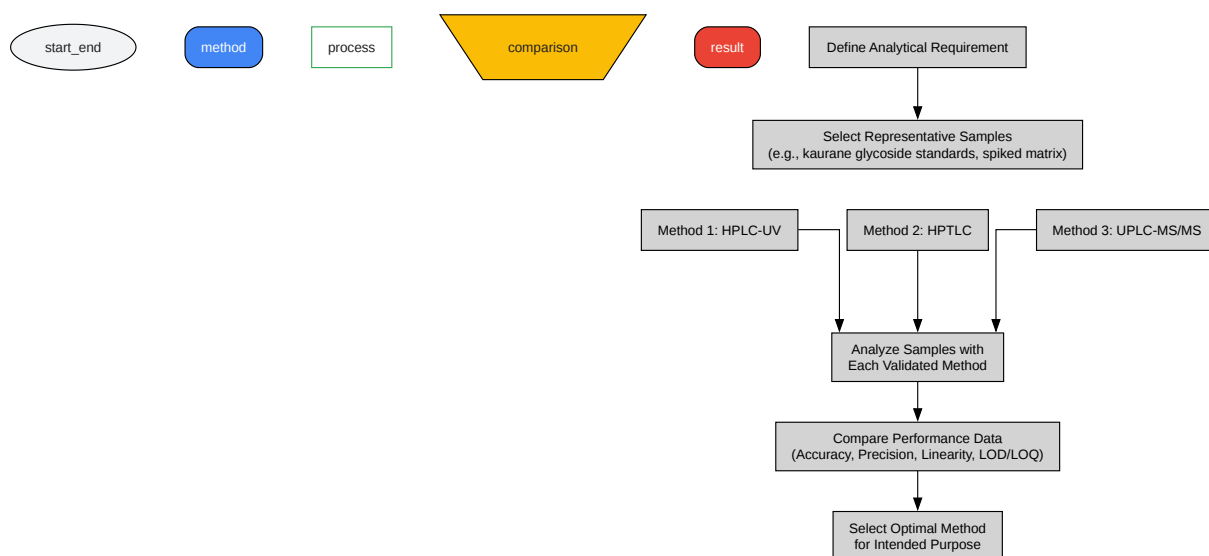 start_end
method
process
comparison
result
Define Analytical Requirement
Select Representative Samples
(e.g., kaurane glycoside standards, spiked matrix)
Method 1: HPLC-UV
Method 2: HPTLC
Method 3: UPLC-MS/MS
Analyze Samples with
Each Validated Method
Compare Performance Data
(Accuracy, Precision, Linearity, LOD/LOQ)
Select Optimal Method
for Intended Purpose